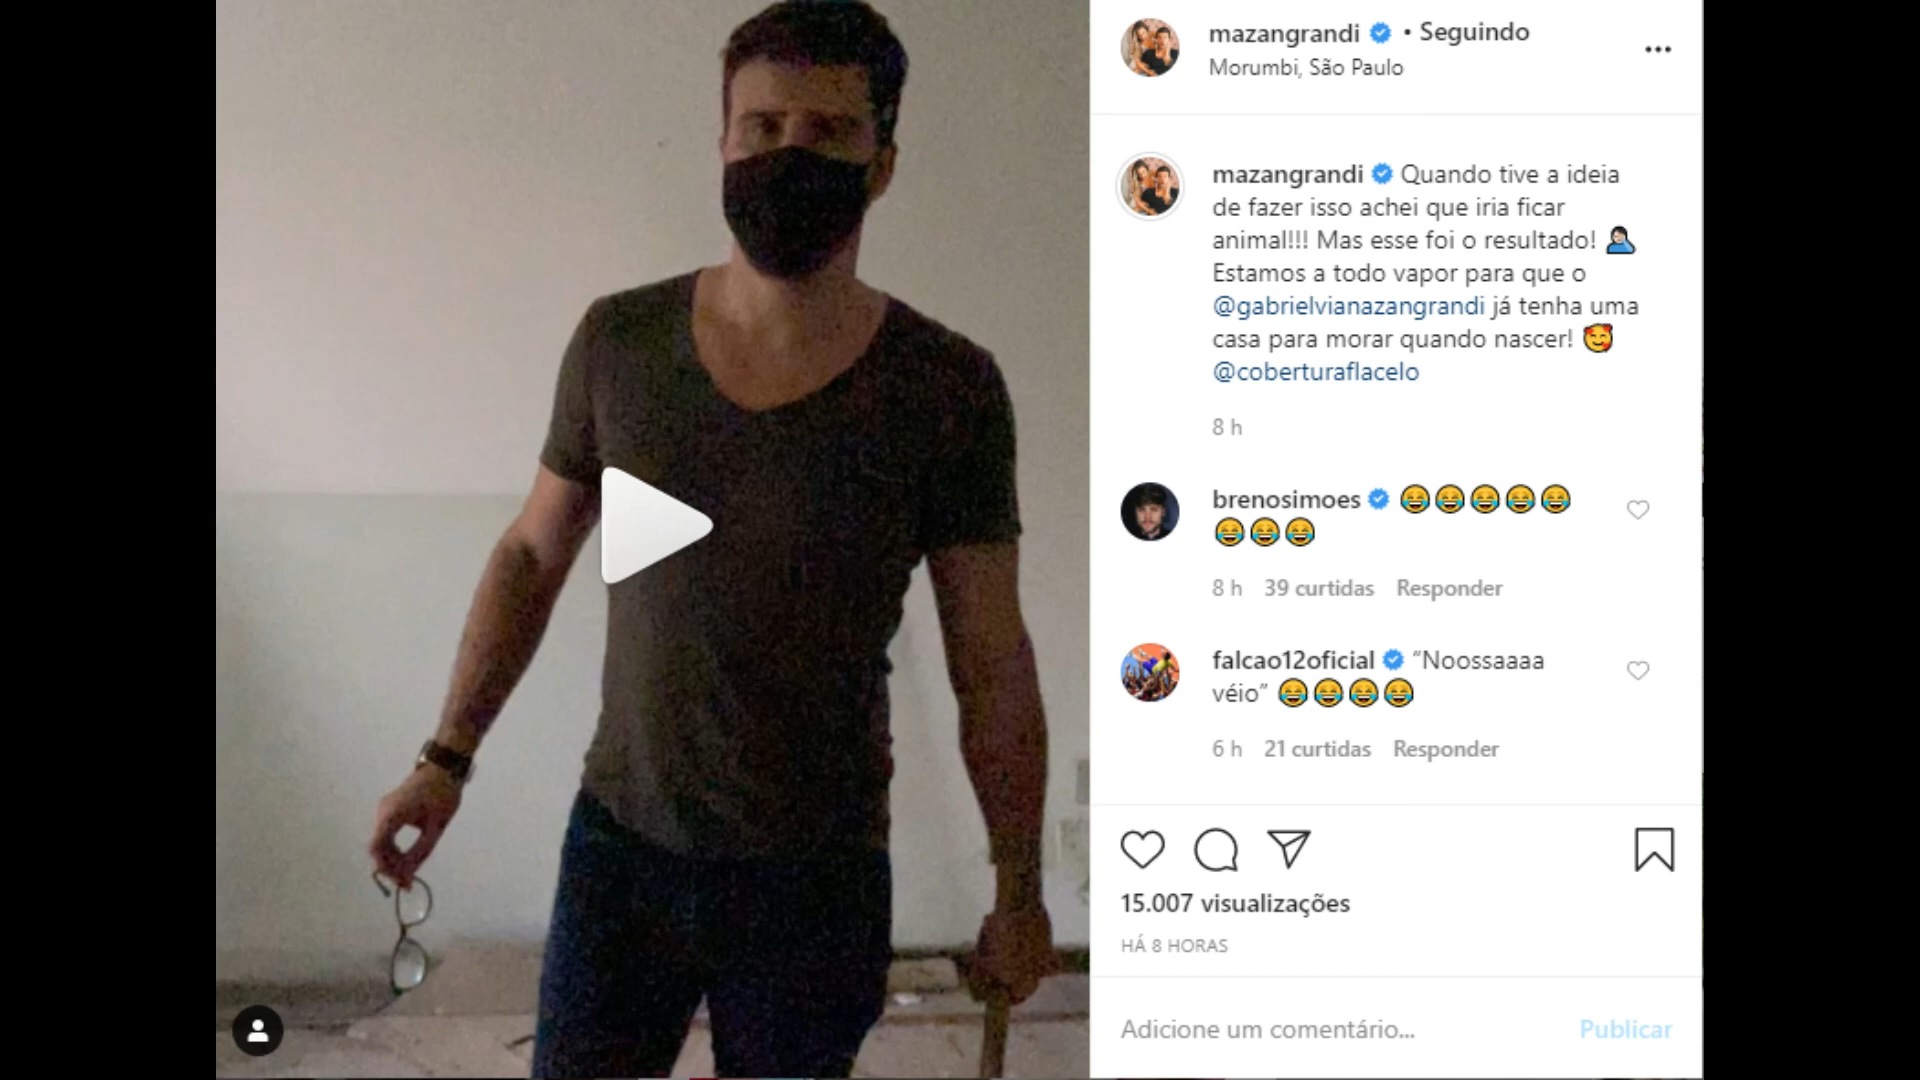 mazangrandi • Seguindo
Morumbi, São Paulo
mazangrandi Quando tive a ideia
de fazer isso achei que iria ficar
animal!!! Mas esse foi o resultado! 🤦🏻‍♂️
Estamos a todo vapor para que o
@gabrielvianazangrandi já tenha uma
casa para morar quando nascer! 🥰
@coberturaflacelo
8 h
brenosimoes 😂😂😂😂😂
😂😂😂
8 h 39 curtidas Responder
falcao12oficial “Noossaaaa
véio” 😂😂😂😂
6 h 21 curtidas Responder
15.007 visualizações
HÁ 8 HORAS
Adicione um comentário... Publicar